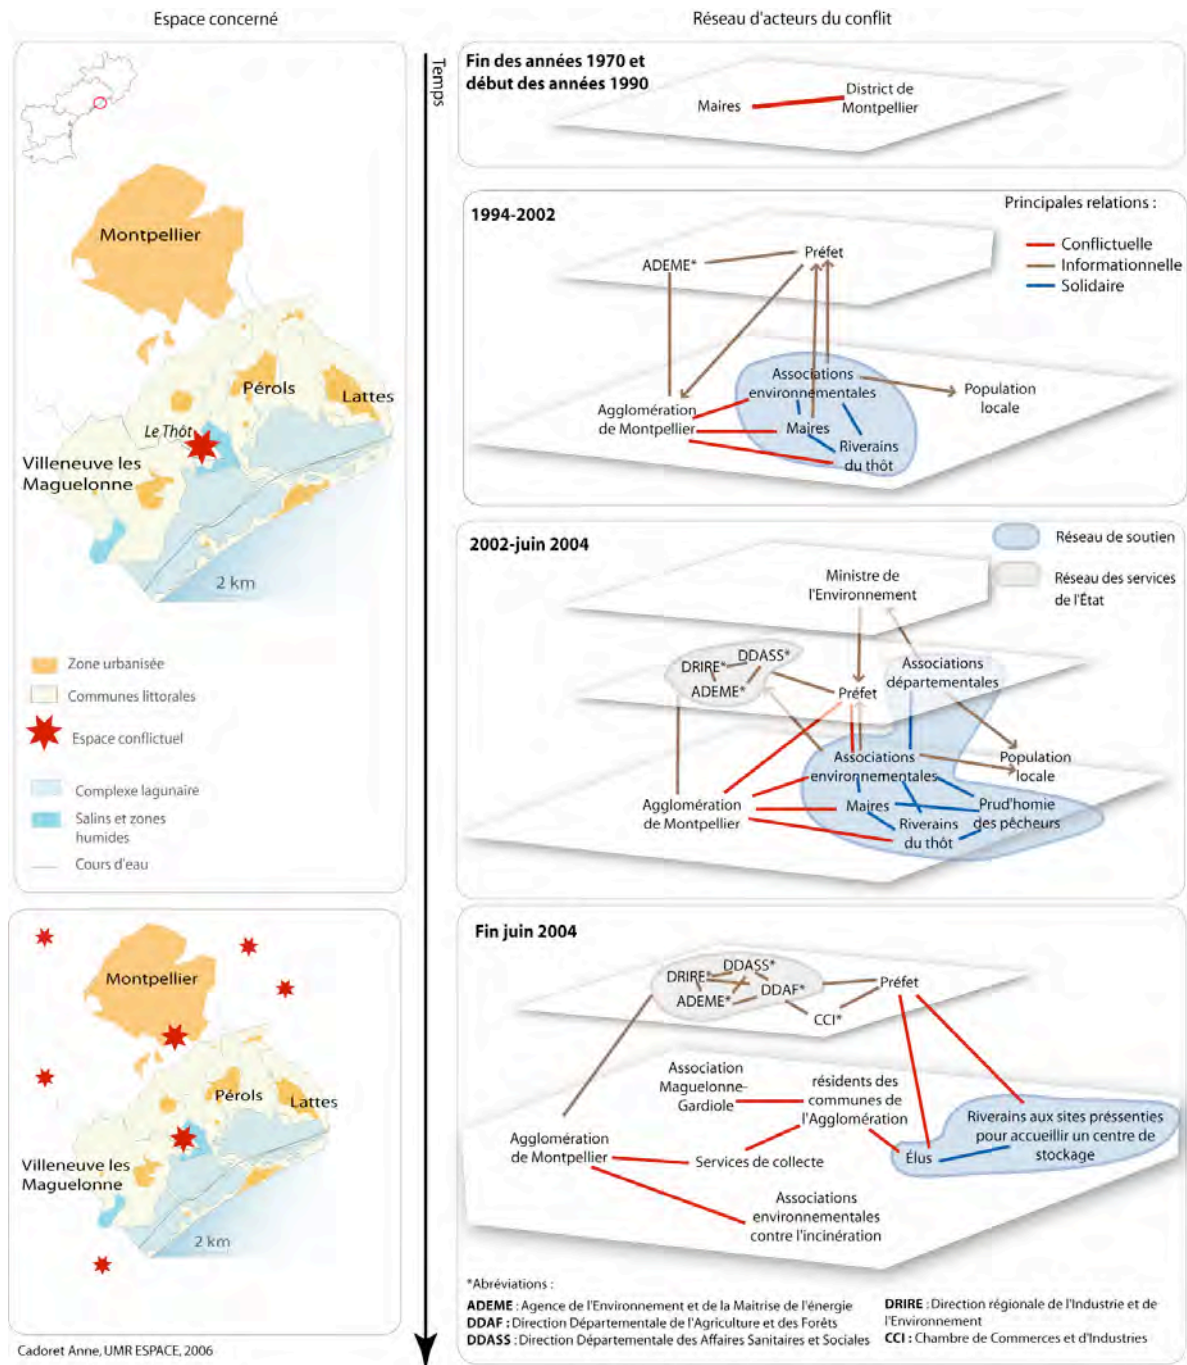 Espace concerné
Réseau d'acteurs du conflit
Temps
Montpellier
Pérols
Lattes
Le Thôt
Villeneuve les
Maguelonne
2 km
Zone urbanisée
Communes littorales
Espace conflictuel
Complexe lagunaire
Salins et zones
humides
Cours d'eau
Fin des années 1970 et
début des années 1990
Maires
District de
Montpellier
1994-2002
Principales relations :
Conflictuelle
Informationnelle
Solidaire
ADEME*
Préfet
Associations
environnementales
Population
locale
Agglomération
de Montpellier
Maires
Riverains
du thôt
2002-juin 2004
Réseau de soutien
Réseau des services
de l'État
Ministre de
l'Environnement
DDASS*
DRIRE*
ADEME*
Associations
départementales
Préfet
Associations
environnementales
Population
locale
Agglomération
de Montpellier
Maires
Prud'homie
des pêcheurs
Riverains
du thôt
Montpellier
Pérols
Lattes
Villeneuve les
Maguelonne
2 km
Fin juin 2004
DDASS*
DRIRE*
ADEME*
DDAF*
Préfet
CCI*
Association
Maguelonne-
Gardiole
résidents des
communes de
l'Agglomération
Riverains aux sites préssenties
pour accueillir un centre de
stockage
Élus
Agglomération
de Montpellier
Services de collecte
Associations
environnementales
contre l'incinération
*Abréviations :
ADEME : Agence de l'Environnement et de la Maitrise de l'énergie
DDAF : Direction Départementale de l'Agriculture et des Forêts
DDASS : Direction Départementale des Affaires Sanitaires et Sociales
DRIRE : Direction régionale de l'Industrie et de
l'Environnement
CCI : Chambre de Commerces et d'Industries
Cadoret Anne, UMR ESPACE, 2006